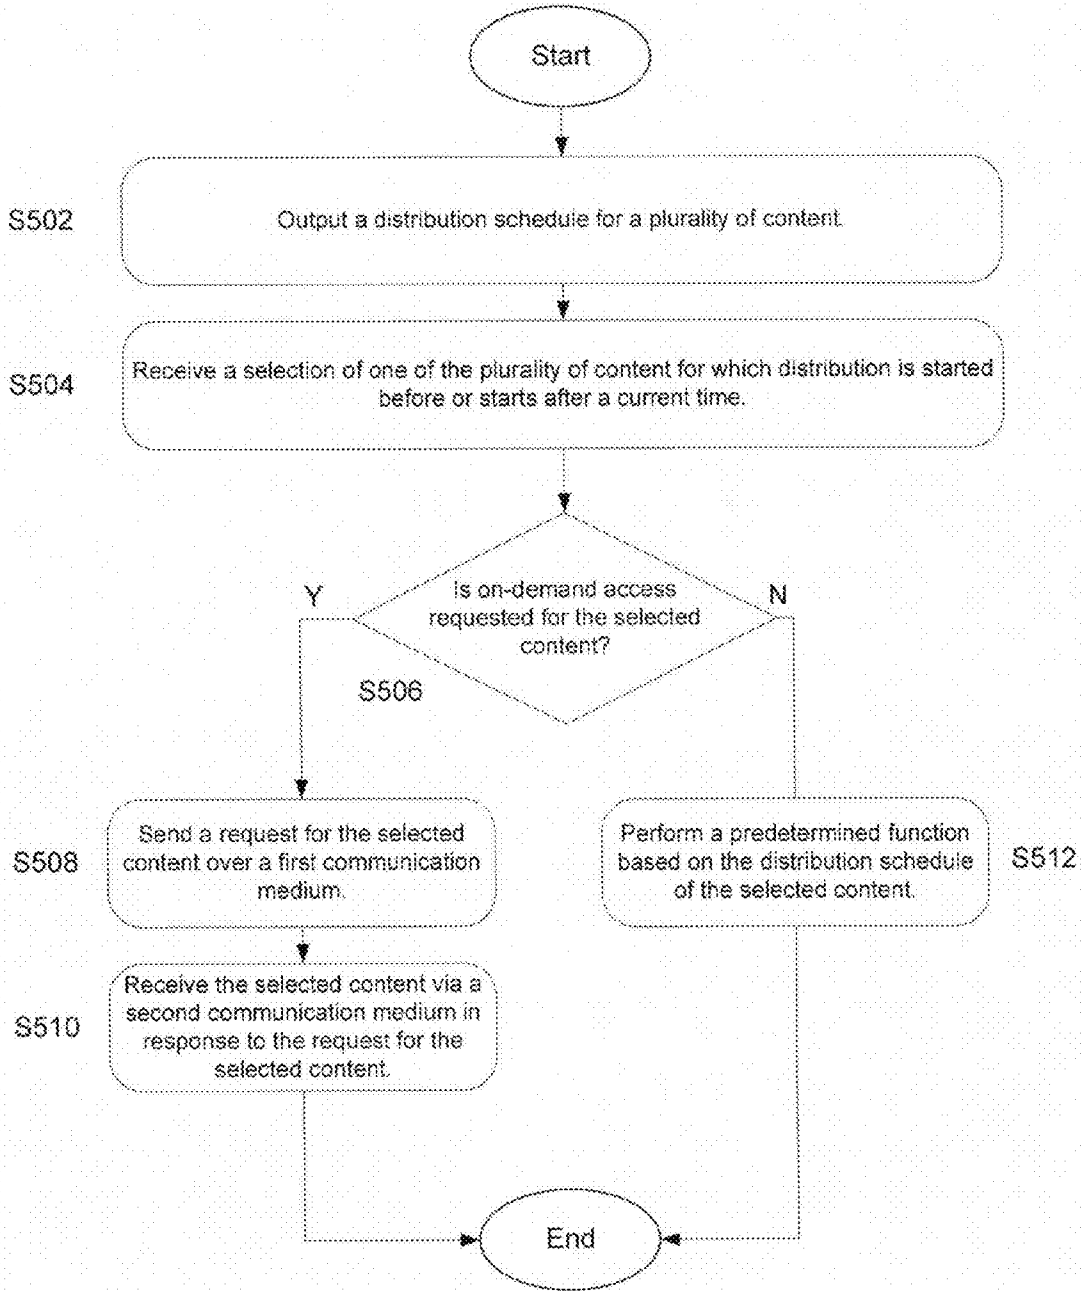 Start
S502
Output a distribution schedule for a plurality of content.
S504
Receive a selection of one of the plurality of content for which distribution is started
before or starts after a current time.
Y
Is on-demand access
requested for the selected
content?
N
S506
S508
Send a request for the selected
content over a first communication
medium.
Perform a predetermined function
based on the distribution schedule
of the selected content.
S512
S510
Receive the selected content via a
second communication medium in
response to the request for the
selected content.
End